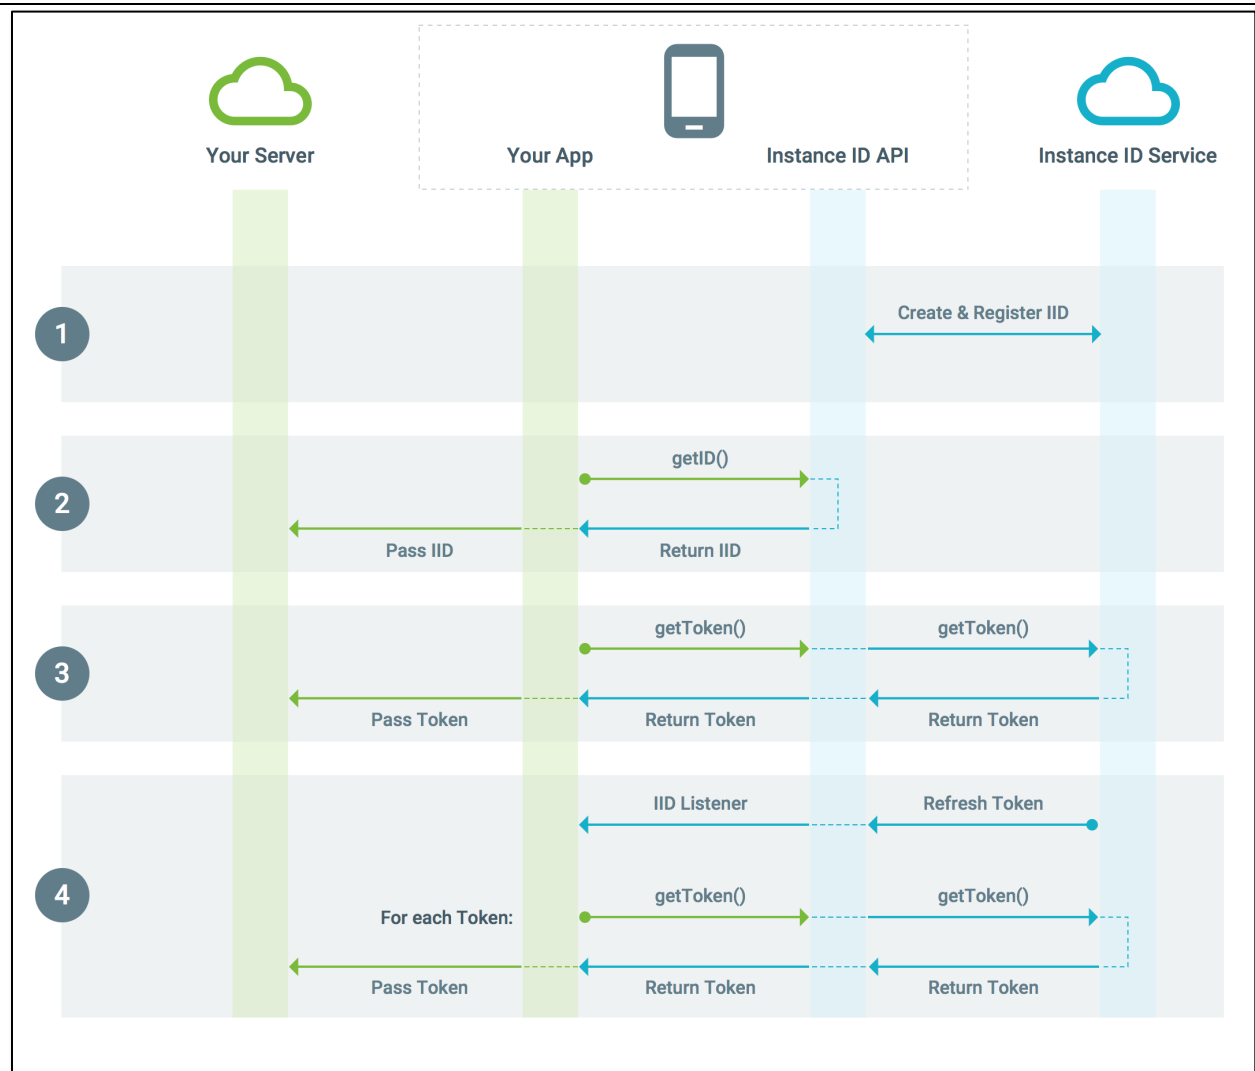 Your Server
Your App
Instance ID API
Instance ID Service
1
Create & Register IID
2
getID()
Pass IID
Return IID
3
getToken()
getToken()
Pass Token
Return Token
Return Token
4
IID Listener
Refresh Token
getToken()
getToken()
For each Token:
Pass Token
Return Token
Return Token